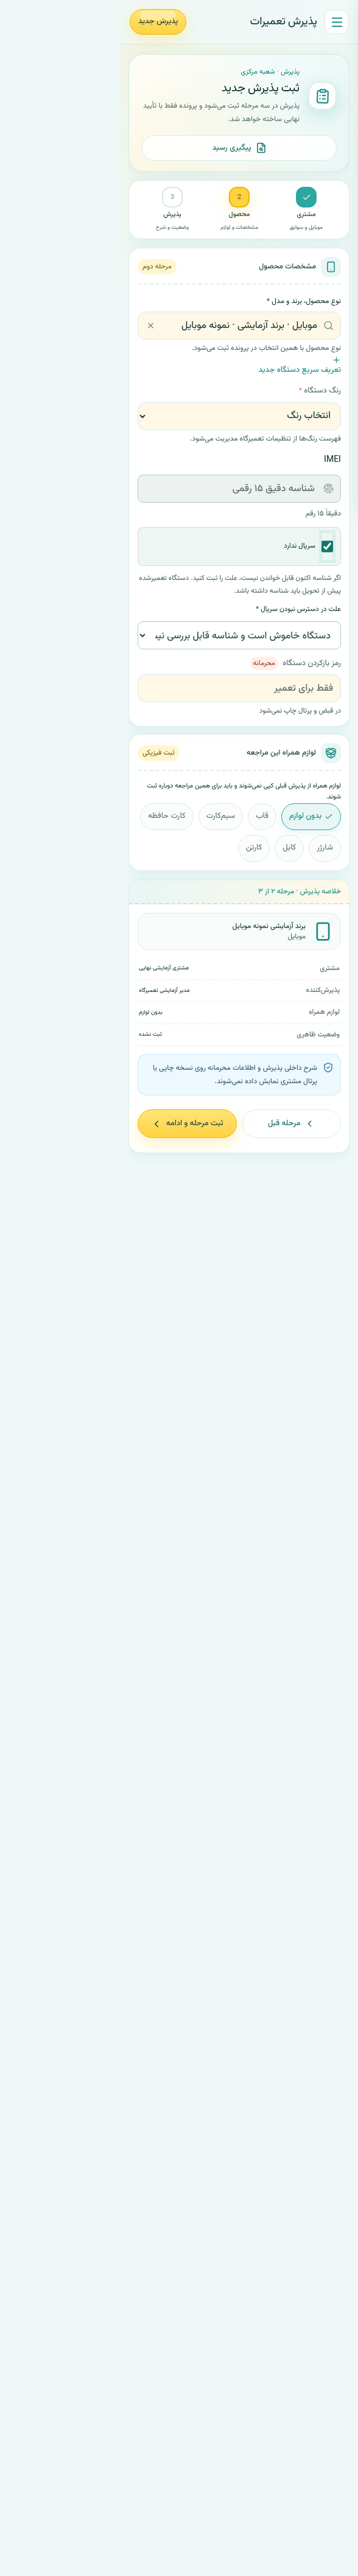 پذیرش تعمیرات
پذیرش جدید
پذیرش · شعبه مرکزی
ثبت پذیرش جدید
پذیرش در سه مرحله ثبت می‌شود و پرونده فقط با تأیید
نهایی ساخته خواهد شد.
پیگیری رسید
مشتری
موبایل و سوابق
2
محصول
مشخصات و لوازم
3
پذیرش
وضعیت و شرح
مشخصات محصول
مرحله دوم
نوع محصول، برند و مدل *
موبایل · برند آزمایشی · نمونه موبایل
نوع محصول با همین انتخاب در پرونده ثبت می‌شود.
تعریف سریع دستگاه جدید
رنگ دستگاه *
انتخاب رنگ
فهرست رنگ‌ها از تنظیمات تعمیرگاه مدیریت می‌شود.
IMEI
شناسه دقیق ۱۵ رقمی
دقیقاً ۱۵ رقم
سریال ندارد
اگر شناسه اکنون قابل خواندن نیست، علت را ثبت کنید. دستگاه تعمیرشده
پیش از تحویل باید شناسه داشته باشد.
علت در دسترس نبودن سریال *
دستگاه خاموش است و شناسه قابل بررسی نی
رمز بازکردن دستگاه
محرمانه
فقط برای تعمیر
در قبض و پرتال چاپ نمی‌شود
لوازم همراه این مراجعه
ثبت فیزیکی
لوازم همراه از پذیرش قبلی کپی نمی‌شوند و باید برای همین مراجعه دوباره ثبت
شوند.
بدون لوازم
قاب
سیم‌کارت
کارت حافظه
شارژر
کابل
کارتن
خلاصه پذیرش · مرحله ۲ از ۳
برند آزمایشی نمونه موبایل
موبایل
مشتری
مشتری آزمایشی نهایی
پذیرش‌کننده
مدیر آزمایشی تعمیرگاه
لوازم همراه
بدون لوازم
وضعیت ظاهری
ثبت نشده
شرح داخلی پذیرش و اطلاعات محرمانه روی نسخه چاپی یا
پرتال مشتری نمایش داده نمی‌شوند.
مرحله قبل
ثبت مرحله و ادامه